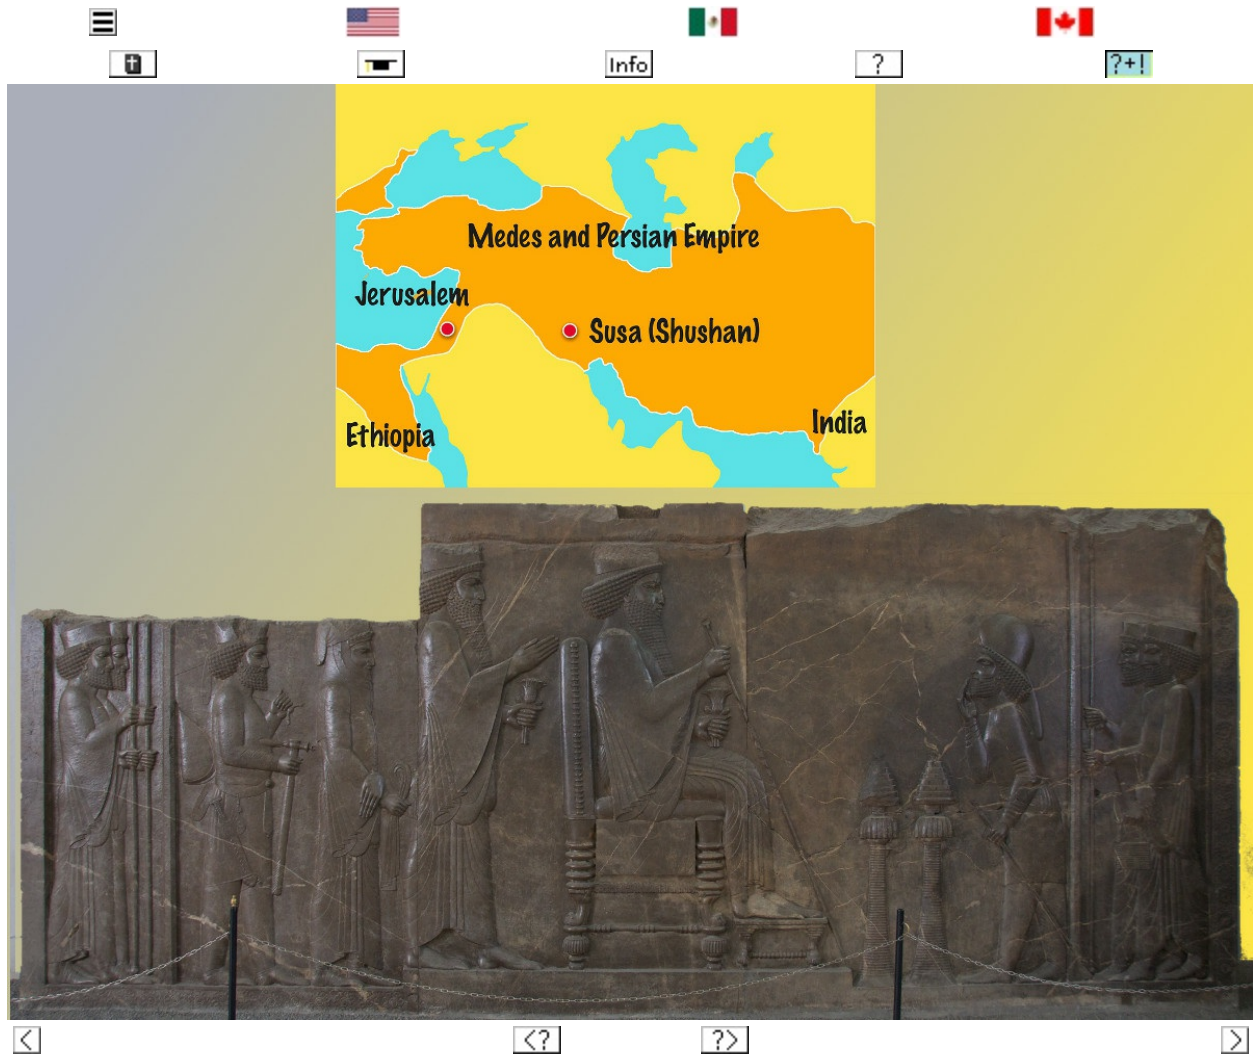 Info
?
?+!
Medes and Persian Empire
Jerusalem
Susa (Shushan)
India
Ethiopia
<
<?
?>
>